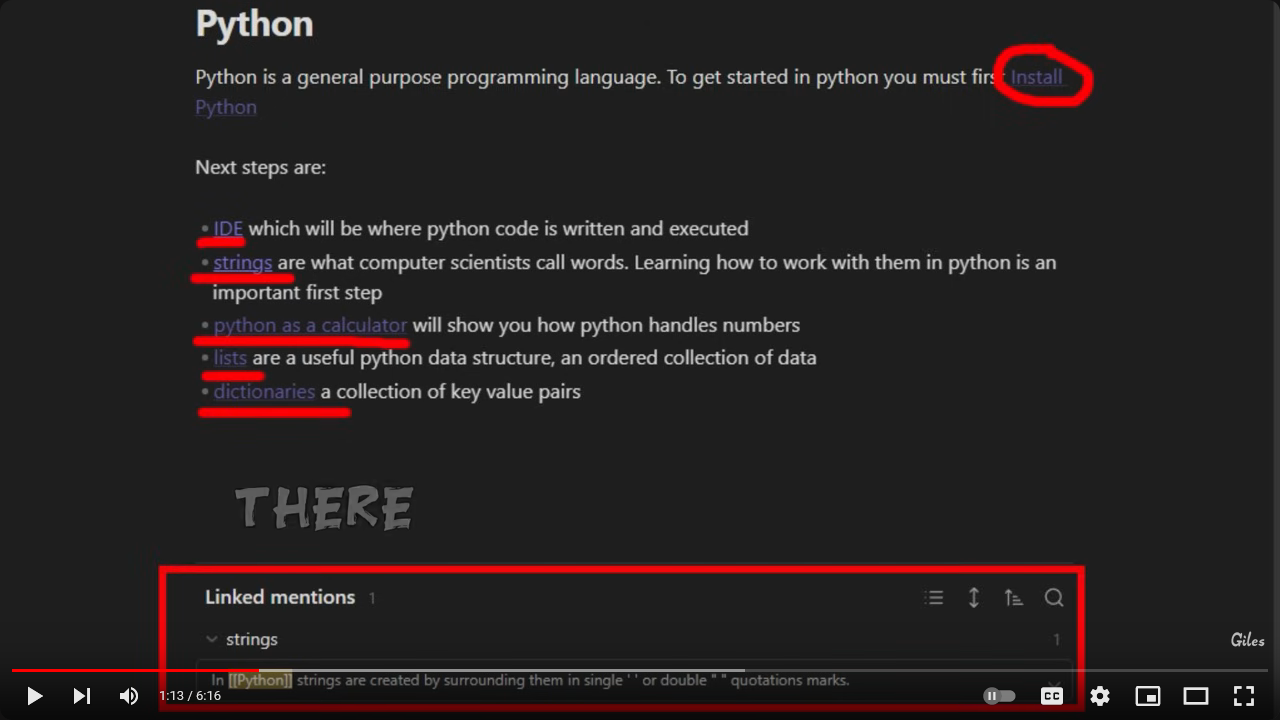 Python
Python is a general purpose programming language. To get started in python you must first Install
Python
Next steps are:
• IDE which will be where python code is written and executed
• strings are what computer scientists call words. Learning how to work with them in python is an
important first step
• python as a calculator will show you how python handles numbers
• lists are a useful python data structure, an ordered collection of data
• dictionaries a collection of key value pairs
THERE
Linked mentions 1
strings 1
Giles
In [[Python]] strings are created by surrounding them in single ' ' or double " " quotations marks.
1:13 / 6:16
CC